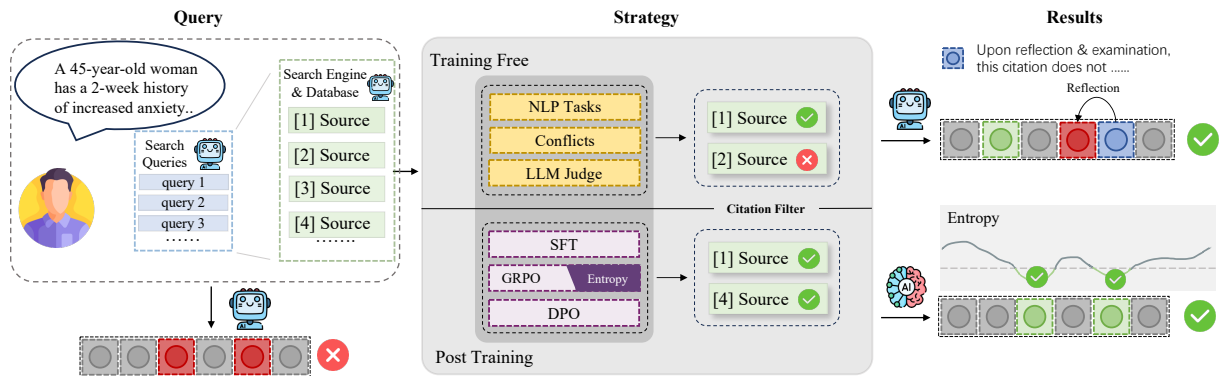 Query
A 45-year-old woman
has a 2-week history
of increased anxiety..
Search
Queries
query 1
query 2
query 3
......
Search Engine
& Database
[1] Source
[2] Source
[3] Source
[4] Source
.......
Strategy
Training Free
NLP Tasks
Conflicts
LLM Judge
[1] Source
[2] Source
Citation Filter
SFT
GRPO
Entropy
DPO
[1] Source
[4] Source
Post Training
Results
AI
Upon reflection & examination,
this citation does not ......
Reflection
Entropy
AI
AI